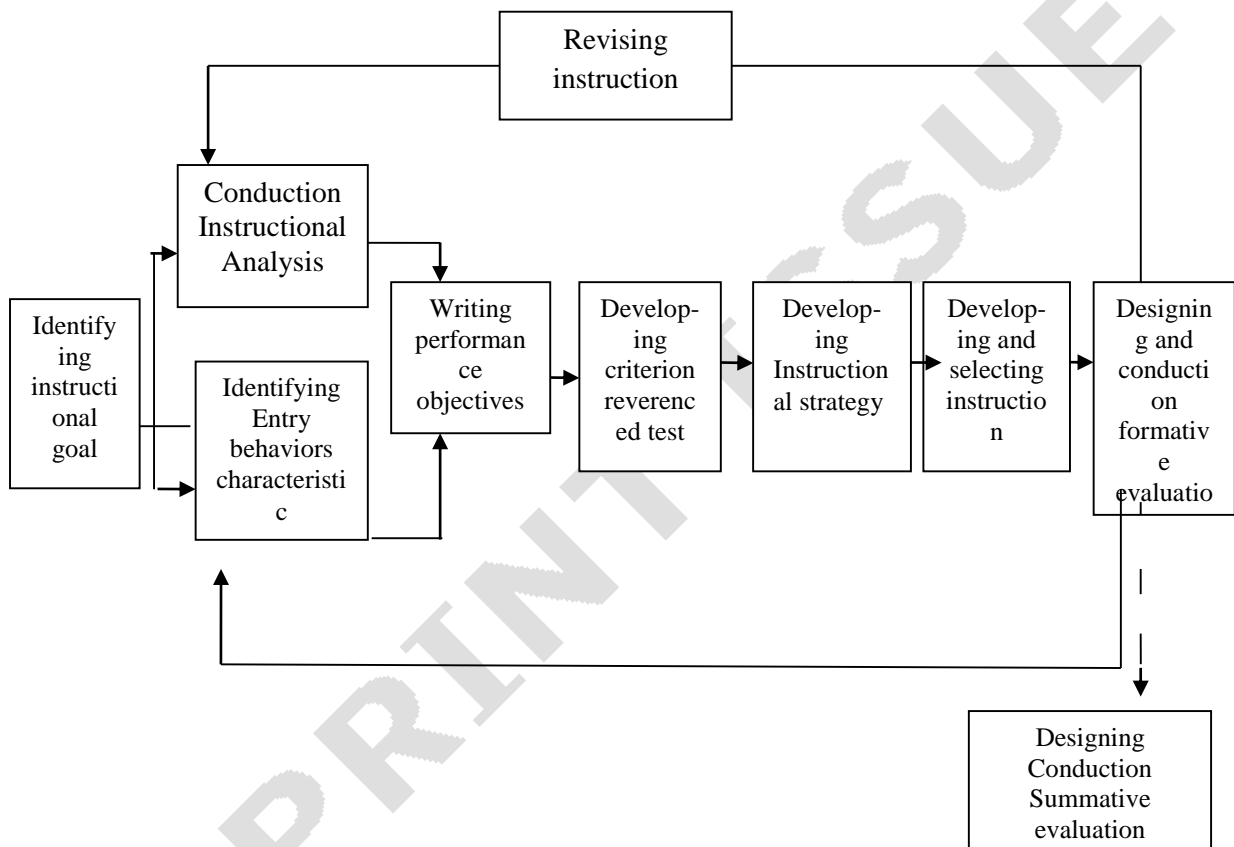 Revising
instruction
Conduction
Instructional
Analysis
Identify
ing
instructi
onal
goal
Identifying
Entry
behaviors
characteristi
c
Writing
performan
ce
objectives
Develop-
ing
criterion
reverenc
ed test
Develop-
ing
Instruction
al strategy
Develop-
ing and
selecting
instructio
n
Designin
g and
conducti
on
formativ
e
evaluatio
Designing
Conduction
Summative
evaluation